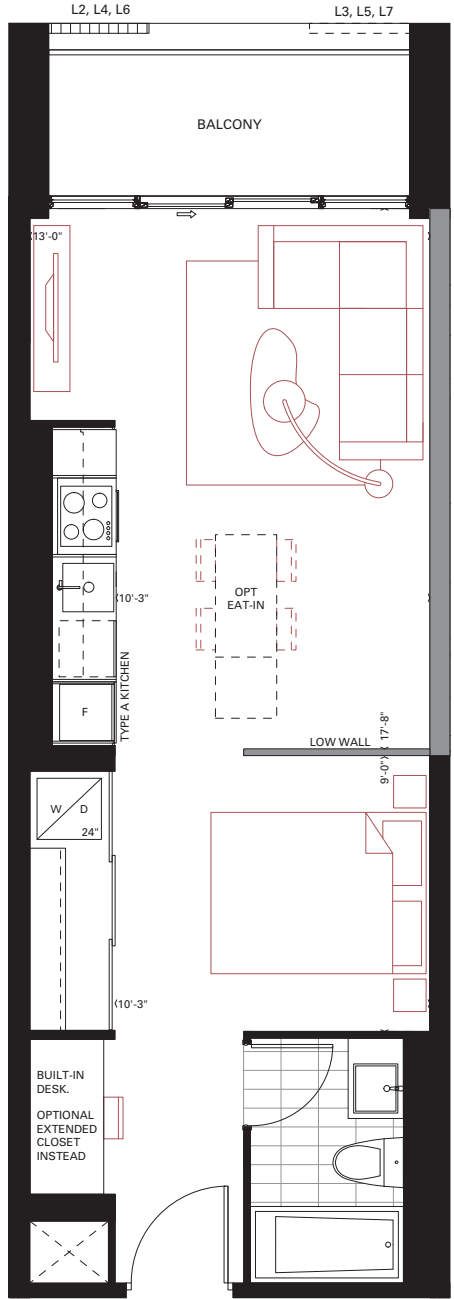 L2, L4, L6
L3, L5, L7
BALCONY
13'-0"
OPT
EAT-IN
10'-3"
TYPE A KITCHEN
F
LOW WALL
17'-8"
9'-0"
W
D
24"
10'-3"
BUILT-IN
DESK.
OPTIONAL
EXTENDED
CLOSET
INSTEAD